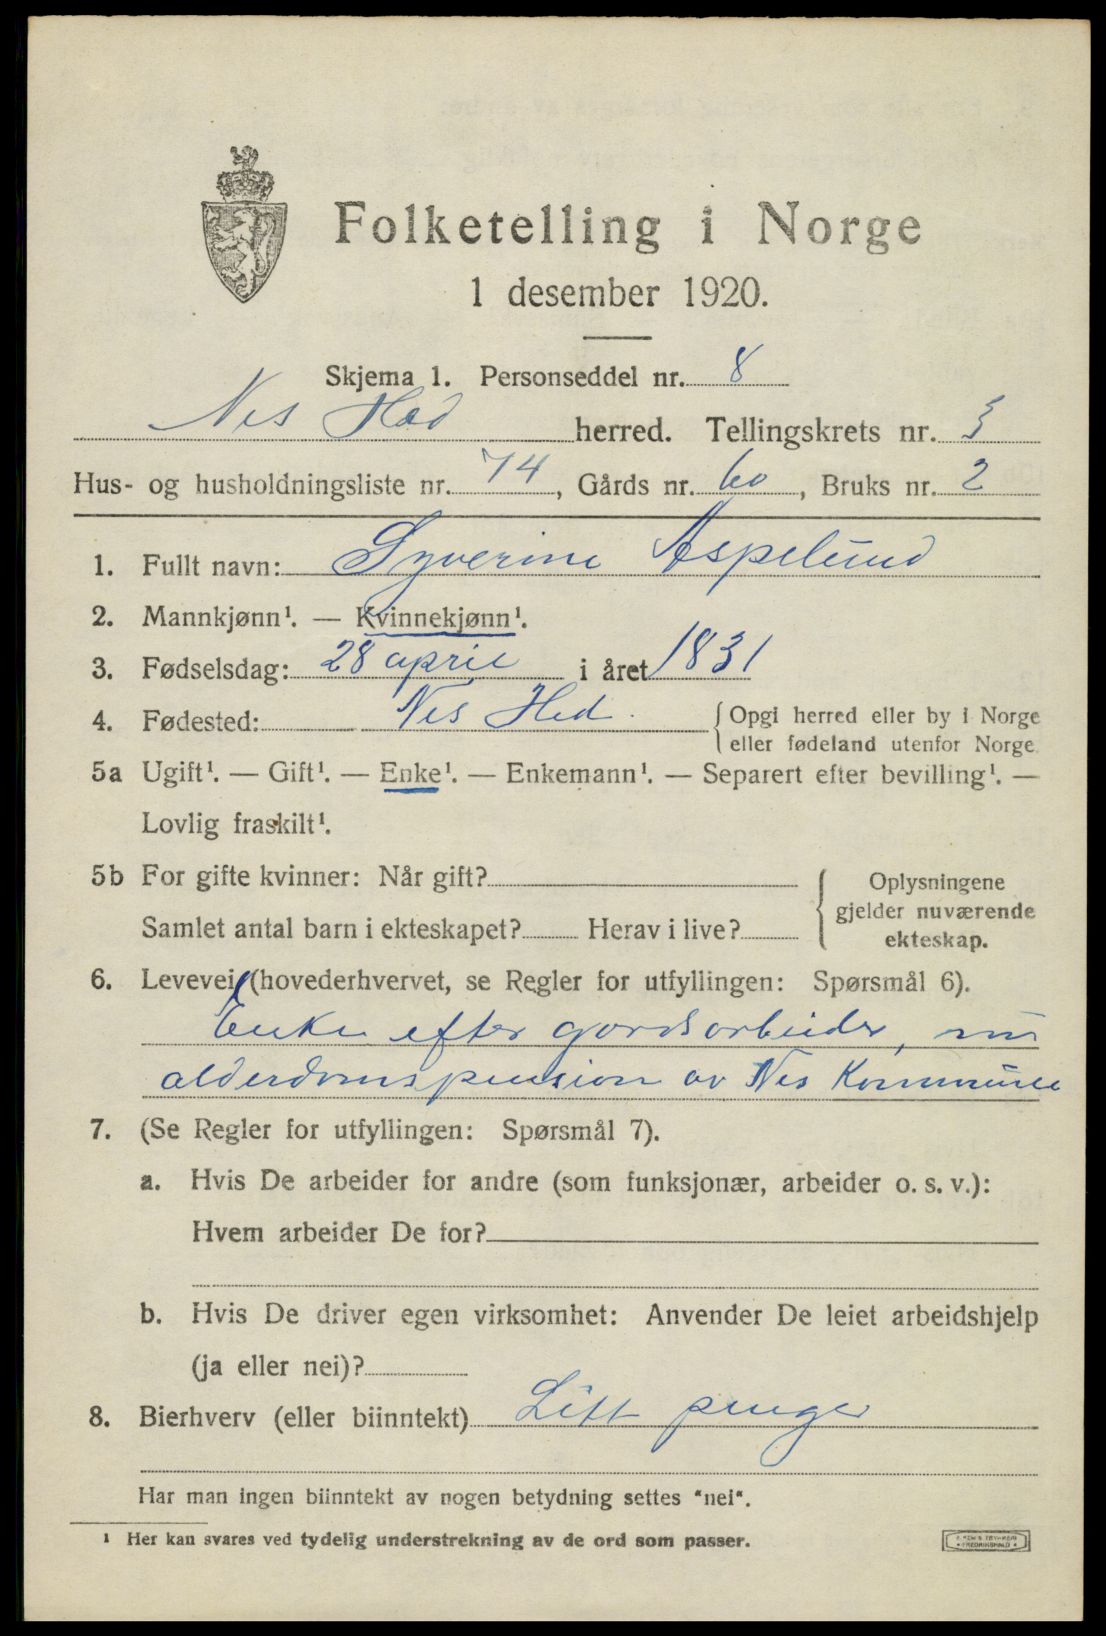 Folketelling i Norge
1 desember 1920.
Skjema 1. Personseddel nr. 8
Nes Hed herred. Tellingskrets nr. 3
Hus- og husholdningsliste nr. 74, Gårds nr. 60, Bruks nr. 2
1. Fullt navn: Syverine Aspelund
2. Mannkjønn¹. — Kvinnekjønn¹.
3. Fødselsdag: 28 april i året 1831
4. Fødested: Nes Hed. { Opgi herred eller by i Norge
eller fødeland utenfor Norge
5a Ugift¹. — Gift¹. — Enke¹. — Enkemann¹. — Separert efter bevilling¹. —
Lovlig fraskilt¹.
5b For gifte kvinner: Når gift?
Samlet antal barn i ekteskapet? Herav i live?
Oplysningene
gjelder nuværende
ekteskap.
6. Levevei (hovederhvervet, se Regler for utfyllingen: Spørsmål 6).
Enke efter gordsarbeider, nu
alderdomspension av Nes Kommune
7. (Se Regler for utfyllingen: Spørsmål 7).
a. Hvis De arbeider for andre (som funksjonær, arbeider o. s. v.):
Hvem arbeider De for?
b. Hvis De driver egen virksomhet: Anvender De leiet arbeidshjelp
(ja eller nei)?
8. Bierhverv (eller biinntekt) Litt penger
Har man ingen biinntekt av nogen betydning settes "nei".
¹ Her kan svares ved tydelig understrekning av de ord som passer.